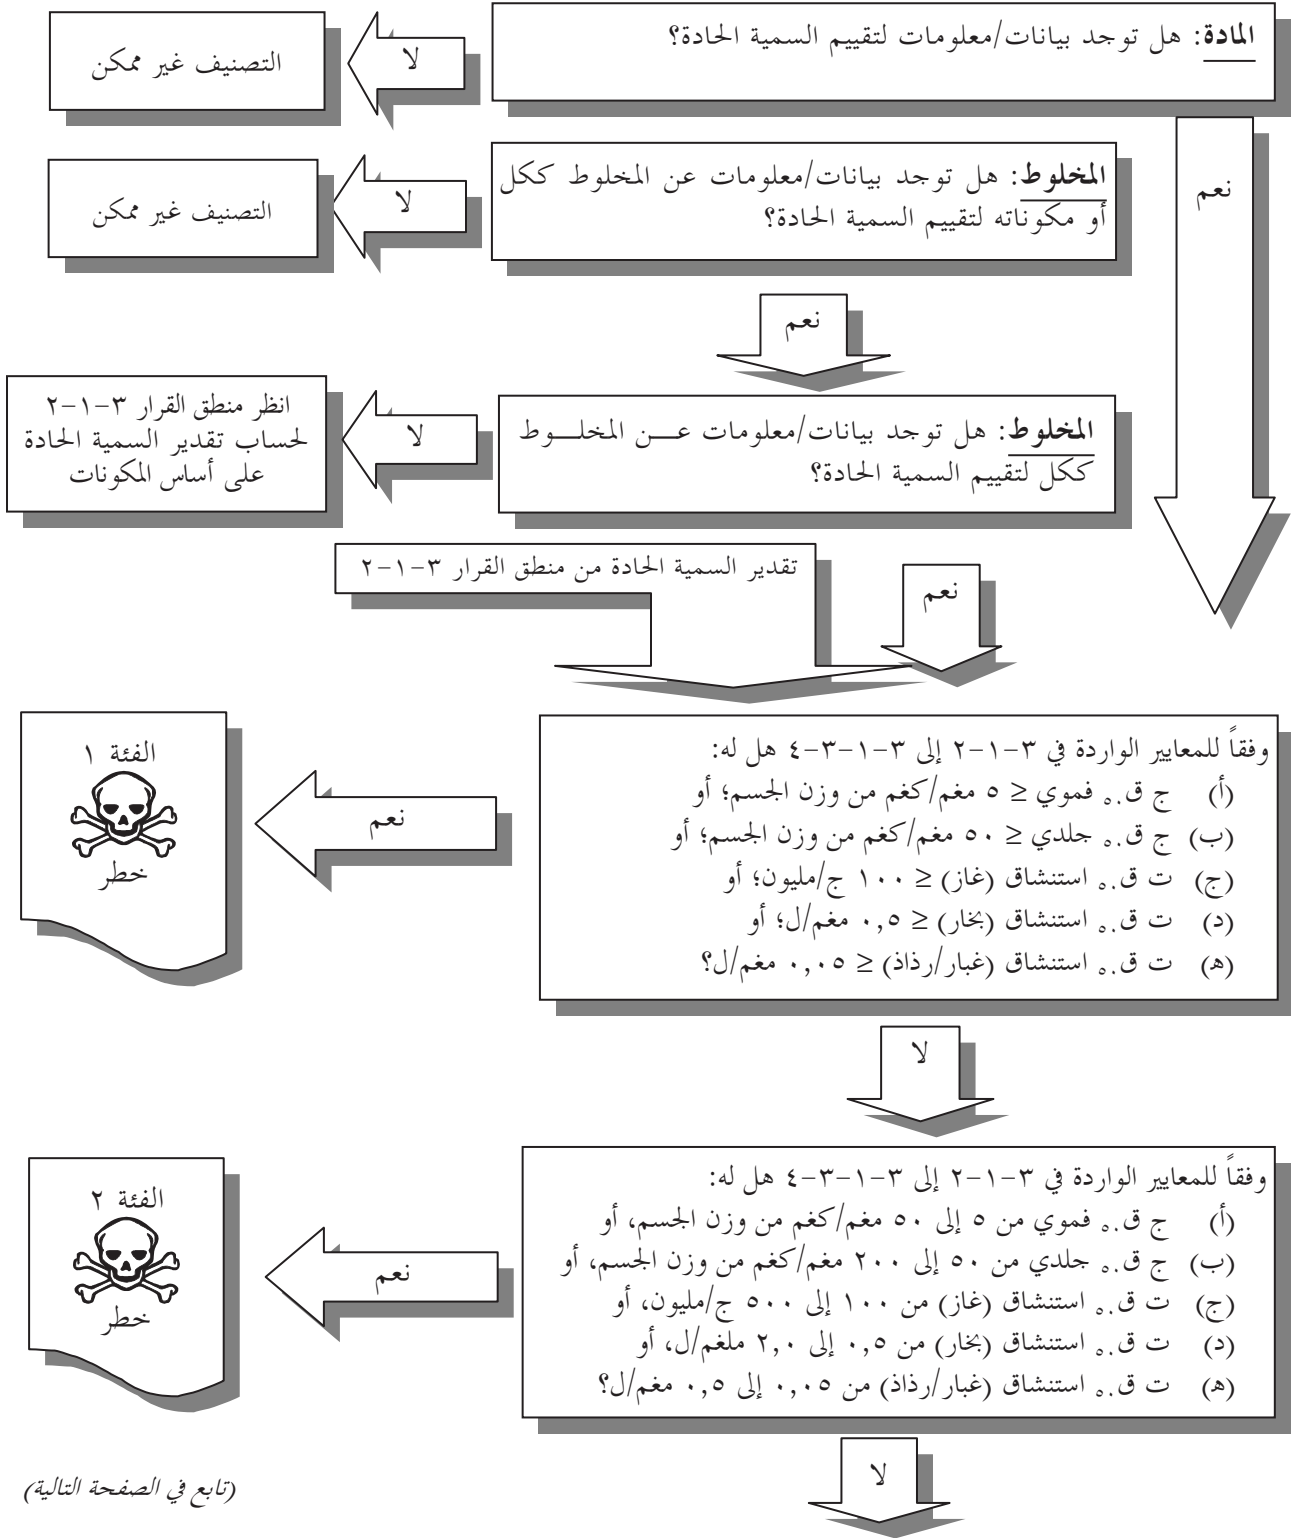 المادة: هل توجد بيانات/معلومات لتقييم السمية الحادة؟
لا
التصنيف غير ممكن
نعم
المخلوط: هل توجد بيانات/معلومات عن المخلوط ككل
أو مكوناته لتقييم السمية الحادة؟
لا
التصنيف غير ممكن
نعم
المخلوط: هل توجد بيانات/معلومات عـــن المخلـــوط
ككل لتقييم السمية الحادة؟
لا
انظر منطق القرار ٣-١-٢
لحساب تقدير السمية الحادة
على أساس المكونات
تقدير السمية الحادة من منطق القرار ٣-١-٢
نعم
وفقاً للمعايير الواردة في ٣-١-٢ إلى ٣-١-٣-٤ هل له:
(أ) ج ق.٥ فموي ≤ ٥ مغم/كغم من وزن الجسم؛ أو
(ب) ج ق.٥ جلدي ≤ ٥٠ مغم/كغم من وزن الجسم؛ أو
(ج) ت ق.٥ استنشاق (غاز) ≤ ١٠٠ ج/مليون؛ أو
(د) ت ق.٥ استنشاق (بخار) ≤ ٠,٥ مغم/ل؛ أو
(ﻫ) ت ق.٥ استنشاق (غبار/رذاذ) ≤ ٠,٠٥ مغم/ل؟
نعم
الفئة ١
خطر
لا
وفقاً للمعايير الواردة في ٣-١-٢ إلى ٣-١-٣-٤ هل له:
(أ) ج ق.٥ فموي من ٥ إلى ٥٠ مغم/كغم من وزن الجسم، أو
(ب) ج ق.٥ جلدي من ٥٠ إلى ٢٠٠ مغم/كغم من وزن الجسم، أو
(ج) ت ق.٥ استنشاق (غاز) من ١٠٠ إلى ٥٠٠ ج/مليون، أو
(د) ت ق.٥ استنشاق (بخار) من ٠,٥ إلى ٢,٠ ملغم/ل، أو
(ﻫ) ت ق.٥ استنشاق (غبار/رذاذ) من ٠,٠٥ إلى ٠,٥ مغم/ل؟
نعم
الفئة ٢
خطر
لا
(تابع في الصفحة التالية)